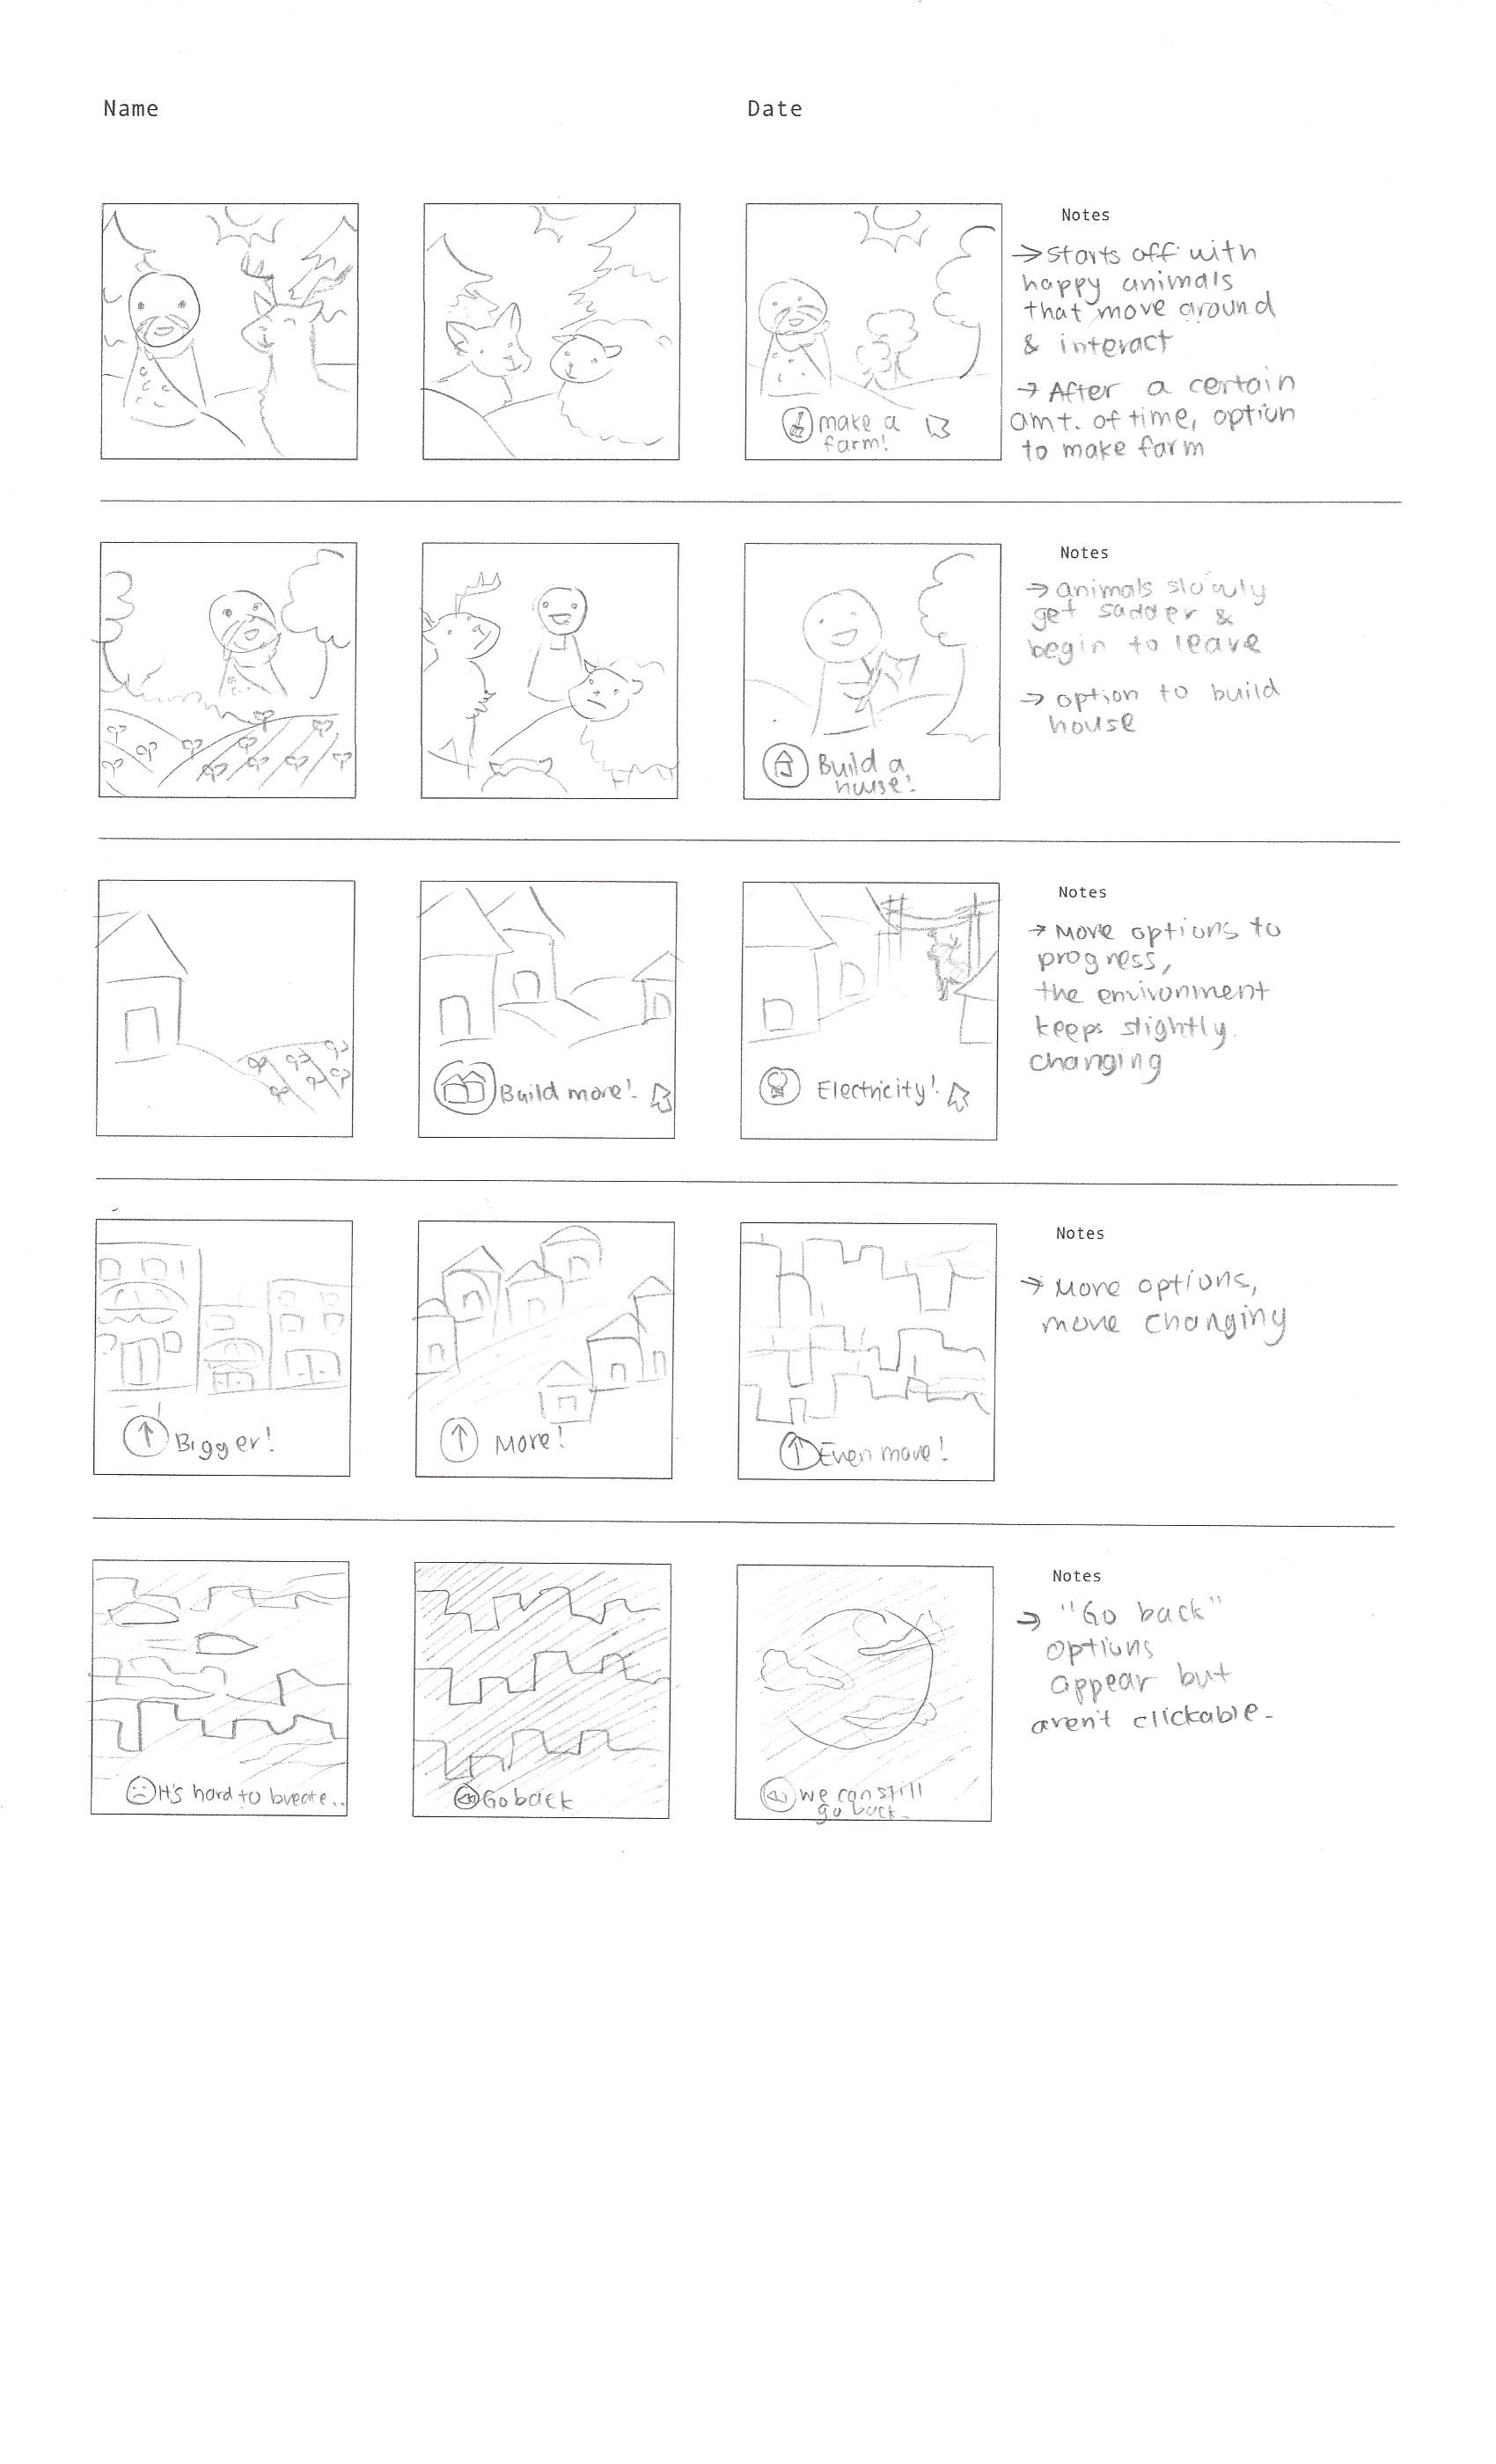 Name
Date
Notes
→ starts off with
happy animals
that move around
& interact
→ After a certain
amt. of time, option
to make farm
make a
farm!
Notes
→ animals slowly
get sadder &
begin to leave
→ option to build
house
Build a
house!
Notes
→ More options to
progress,
the environment
keeps slightly
changing
Build more!
Electricity!
Notes
→ More options,
more changing
Bigger!
More!
Even more!
Notes
→ "Go back"
options
appear but
aren't clickable.
It's hard to breate..
Go back
we can still
go back.